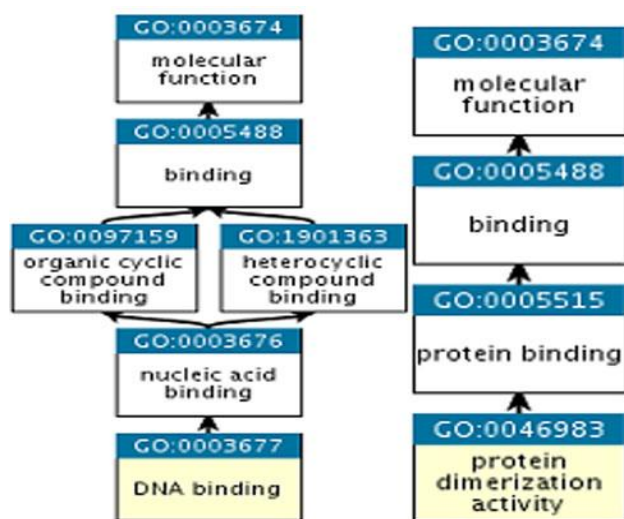 GO:0003674
molecular
function
GO:0005488
binding
GO:0097159
organic cyclic
compound
binding
GO:1901363
heterocyclic
compound
binding
GO:0003676
nucleic acid
binding
GO:0003677
DNA binding
GO:0003674
molecular
function
GO:0005488
binding
GO:0005515
protein binding
GO:0046983
protein
dimerization
activity